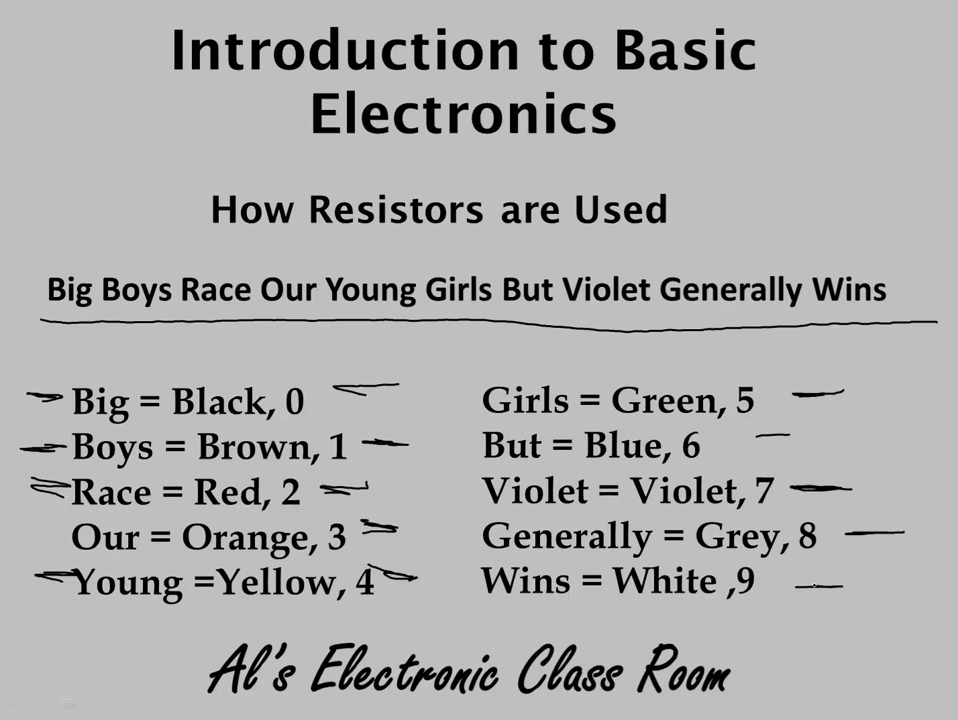 Introduction to Basic
Electronics
How Resistors are Used
Big Boys Race Our Young Girls But Violet Generally Wins
Big = Black, 0
Boys = Brown, 1
Race = Red, 2
Our = Orange, 3
Young =Yellow, 4
Girls = Green, 5
But = Blue, 6
Violet = Violet, 7
Generally = Grey, 8
Wins = White ,9
Al's Electronic Class Room